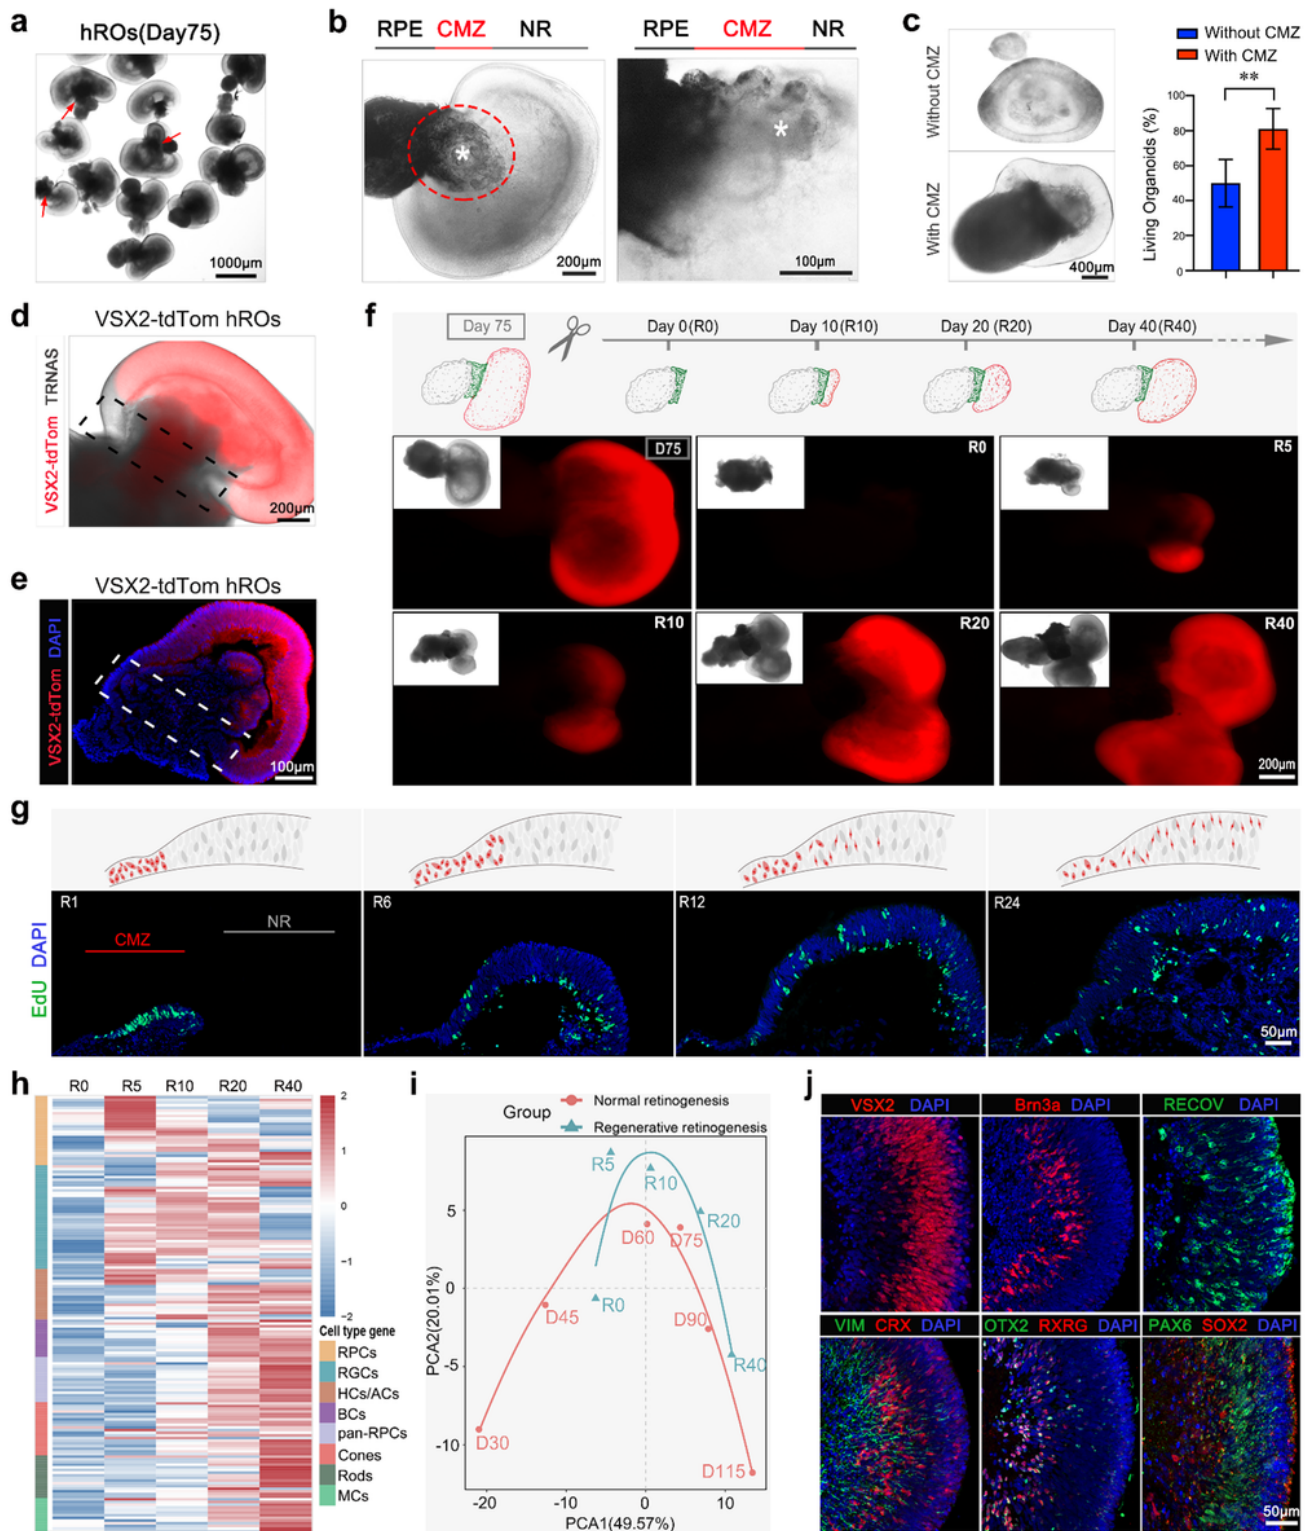 a
hROs(Day75)
1000μm
b
RPE CMZ NR
*
200μm
RPE CMZ NR
*
100μm
c
Without CMZ
With CMZ
400μm
Without CMZ
With CMZ
**
Living Organoids (%)
100
80
60
40
20
0
d
VSX2-tdTom hROs
VSX2-tdTom TRNAS
200μm
e
VSX2-tdTom hROs
VSX2-tdTom DAPI
100μm
f
Day 75
Day 0(R0)
Day 10(R10)
Day 20 (R20)
Day 40(R40)
D75
R0
R5
R10
R20
R40
200μm
g
EdU DAPI
R1
CMZ
NR
R6
R12
R24
50μm
h
R0 R5 R10 R20 R40
2
1
0
−1
−2
Cell type gene
RPCs
RGCs
HCs/ACs
BCs
pan-RPCs
Cones
Rods
MCs
i
Group
Normal retinogenesis
Regenerative retinogenesis
PCA2(20.01%)
5
0
-5
-10
R5
R10
D60
D75
R20
R0
D45
D90
R40
D30
D115
-20
-10
0
10
PCA1(49.57%)
j
VSX2 DAPI
Brn3a DAPI
RECOV DAPI
VIM CRX DAPI
OTX2 RXRG DAPI
PAX6 SOX2 DAPI
50μm